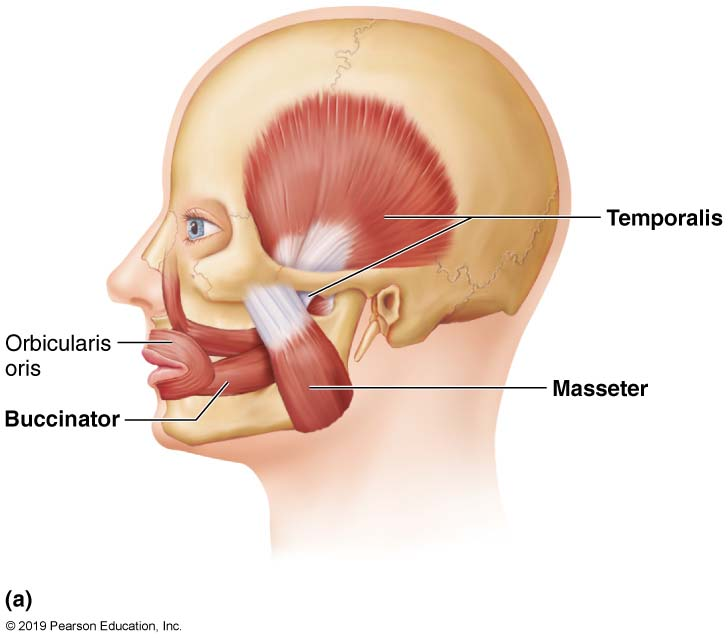 Temporalis
Orbicularis
oris
Masseter
Buccinator
(a)
© 2019 Pearson Education, Inc.